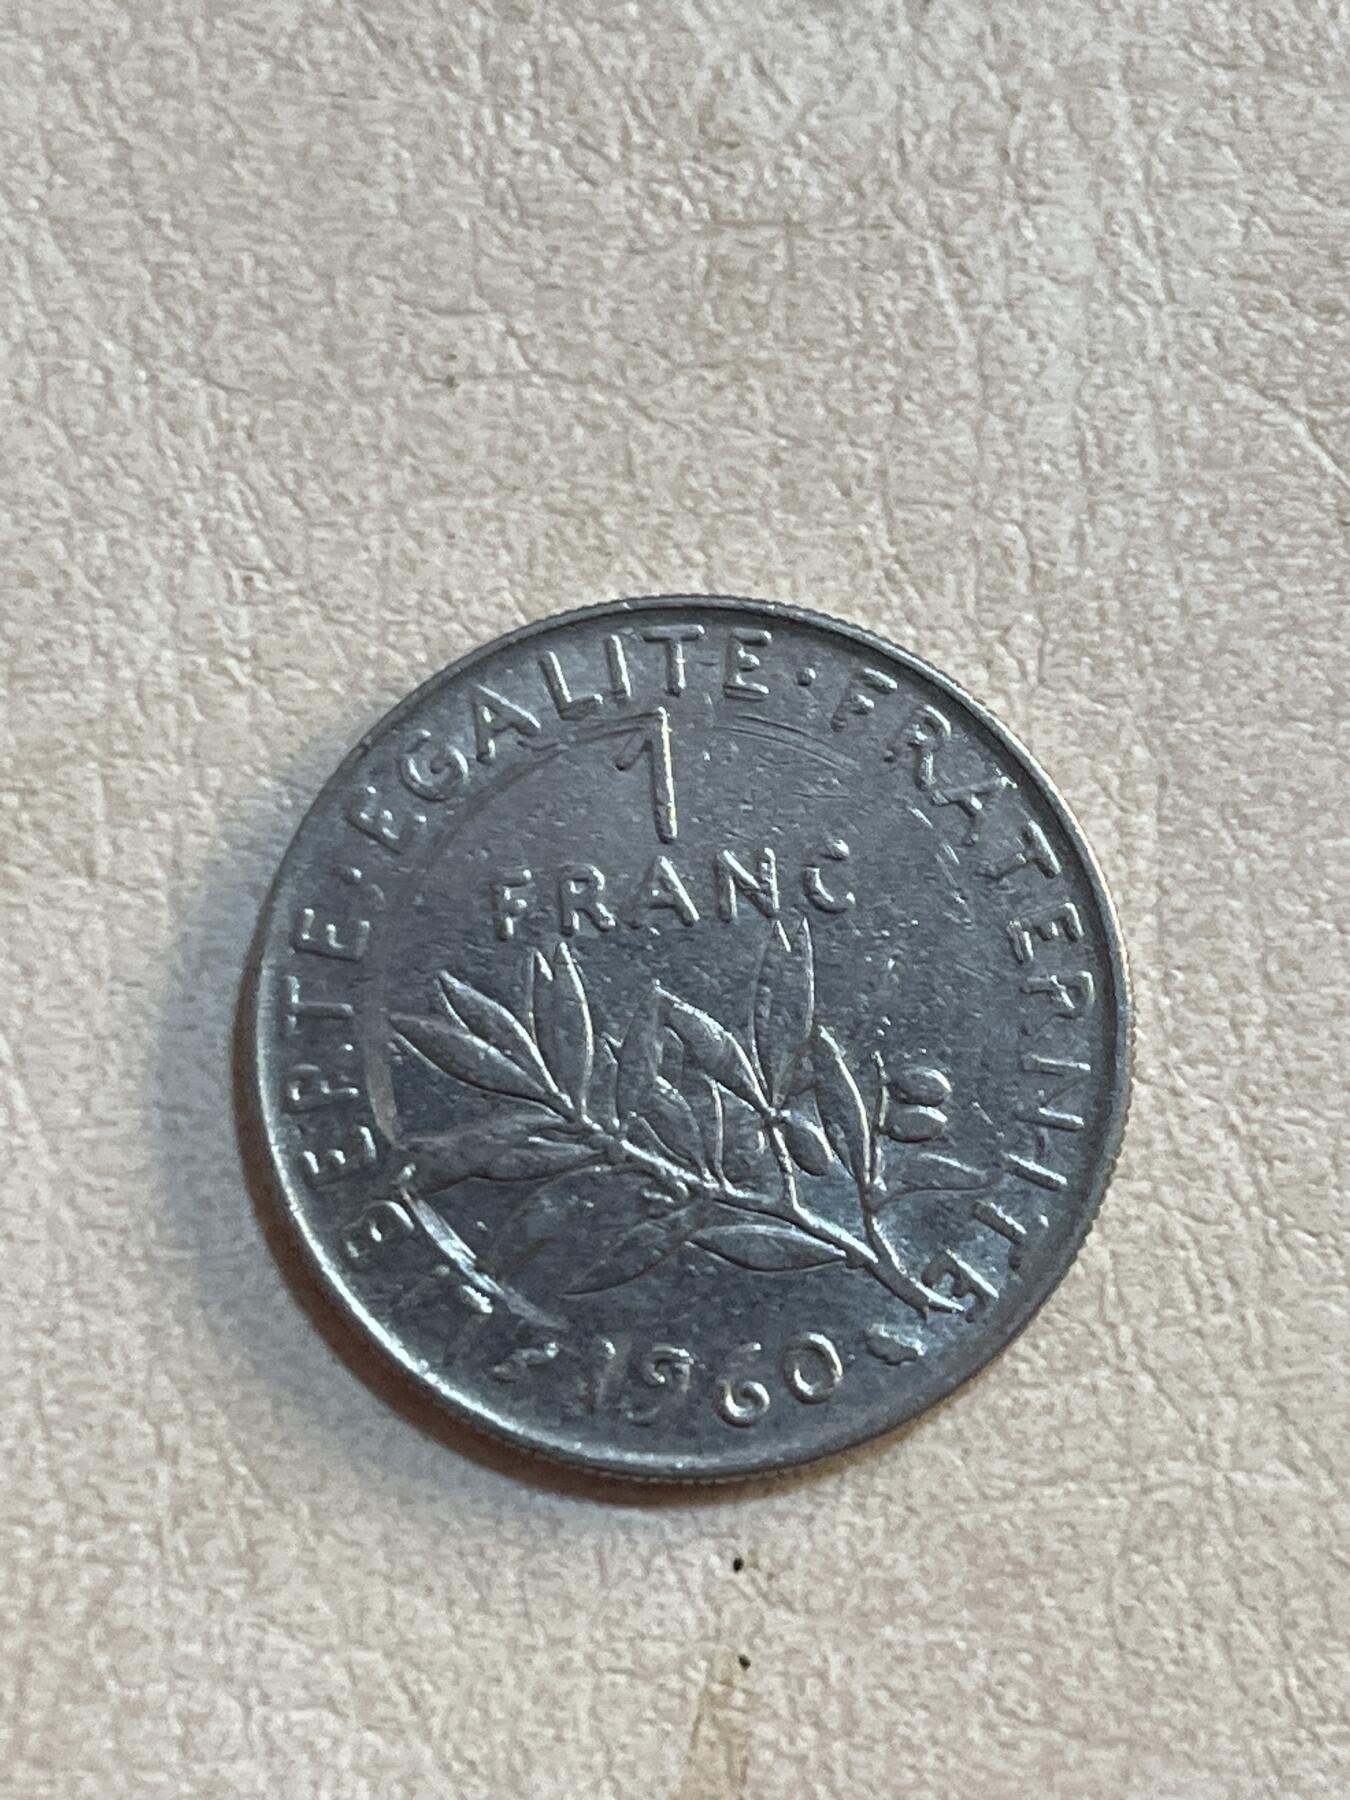 LIBERTE · EGALITE · FRATERNITE
1
FRANC
1960